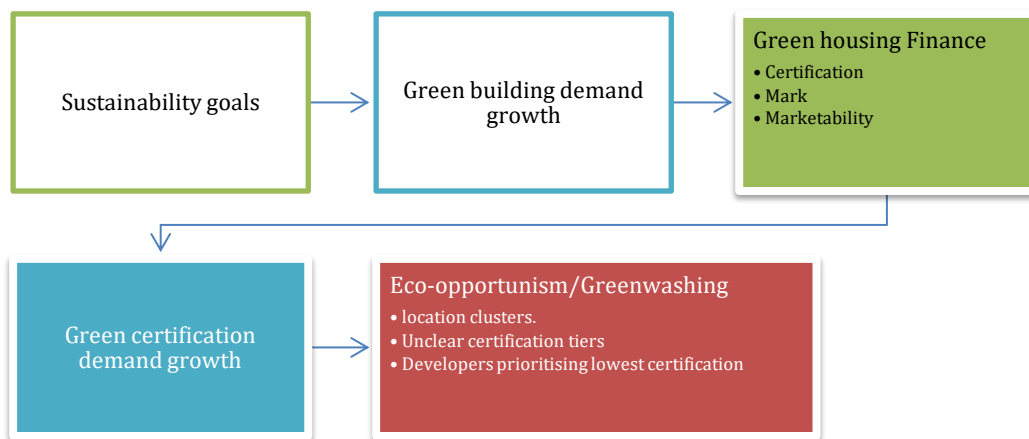 Sustainability goals
Green building demand
growth
Green housing Finance
• Certification
• Mark
• Marketability
Green certification
demand growth
Eco-opportunism/Greenwashing
• location clusters.
• Unclear certification tiers
• Developers prioritising lowest certification